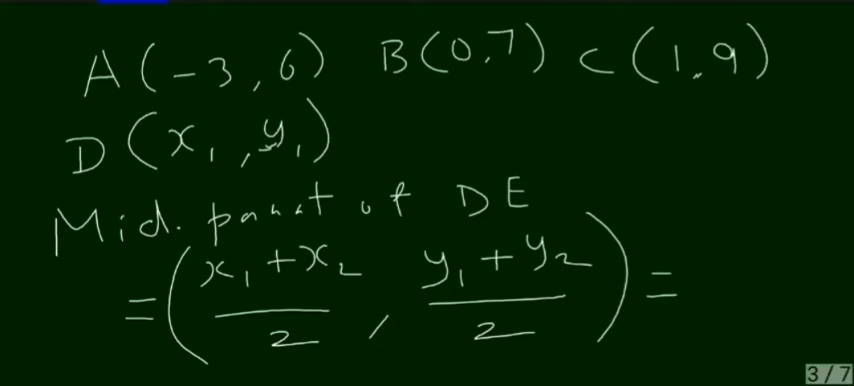 A(-3,6) B(0,7) C(1,9)
D(x₁,y₁)
Mid. point of DE
=(x₁+x₂/2, y₁+y₂/2)=
3/7